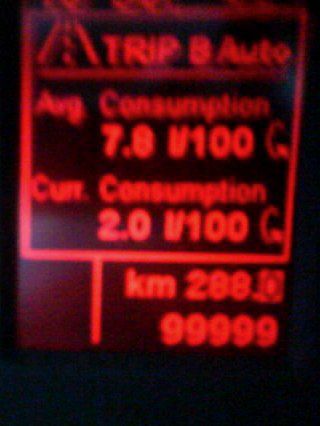 TRIP B Auto
Avg. Consumption
7.8 l/100
Curr. Consumption
2.0 l/100
km 288.
99999